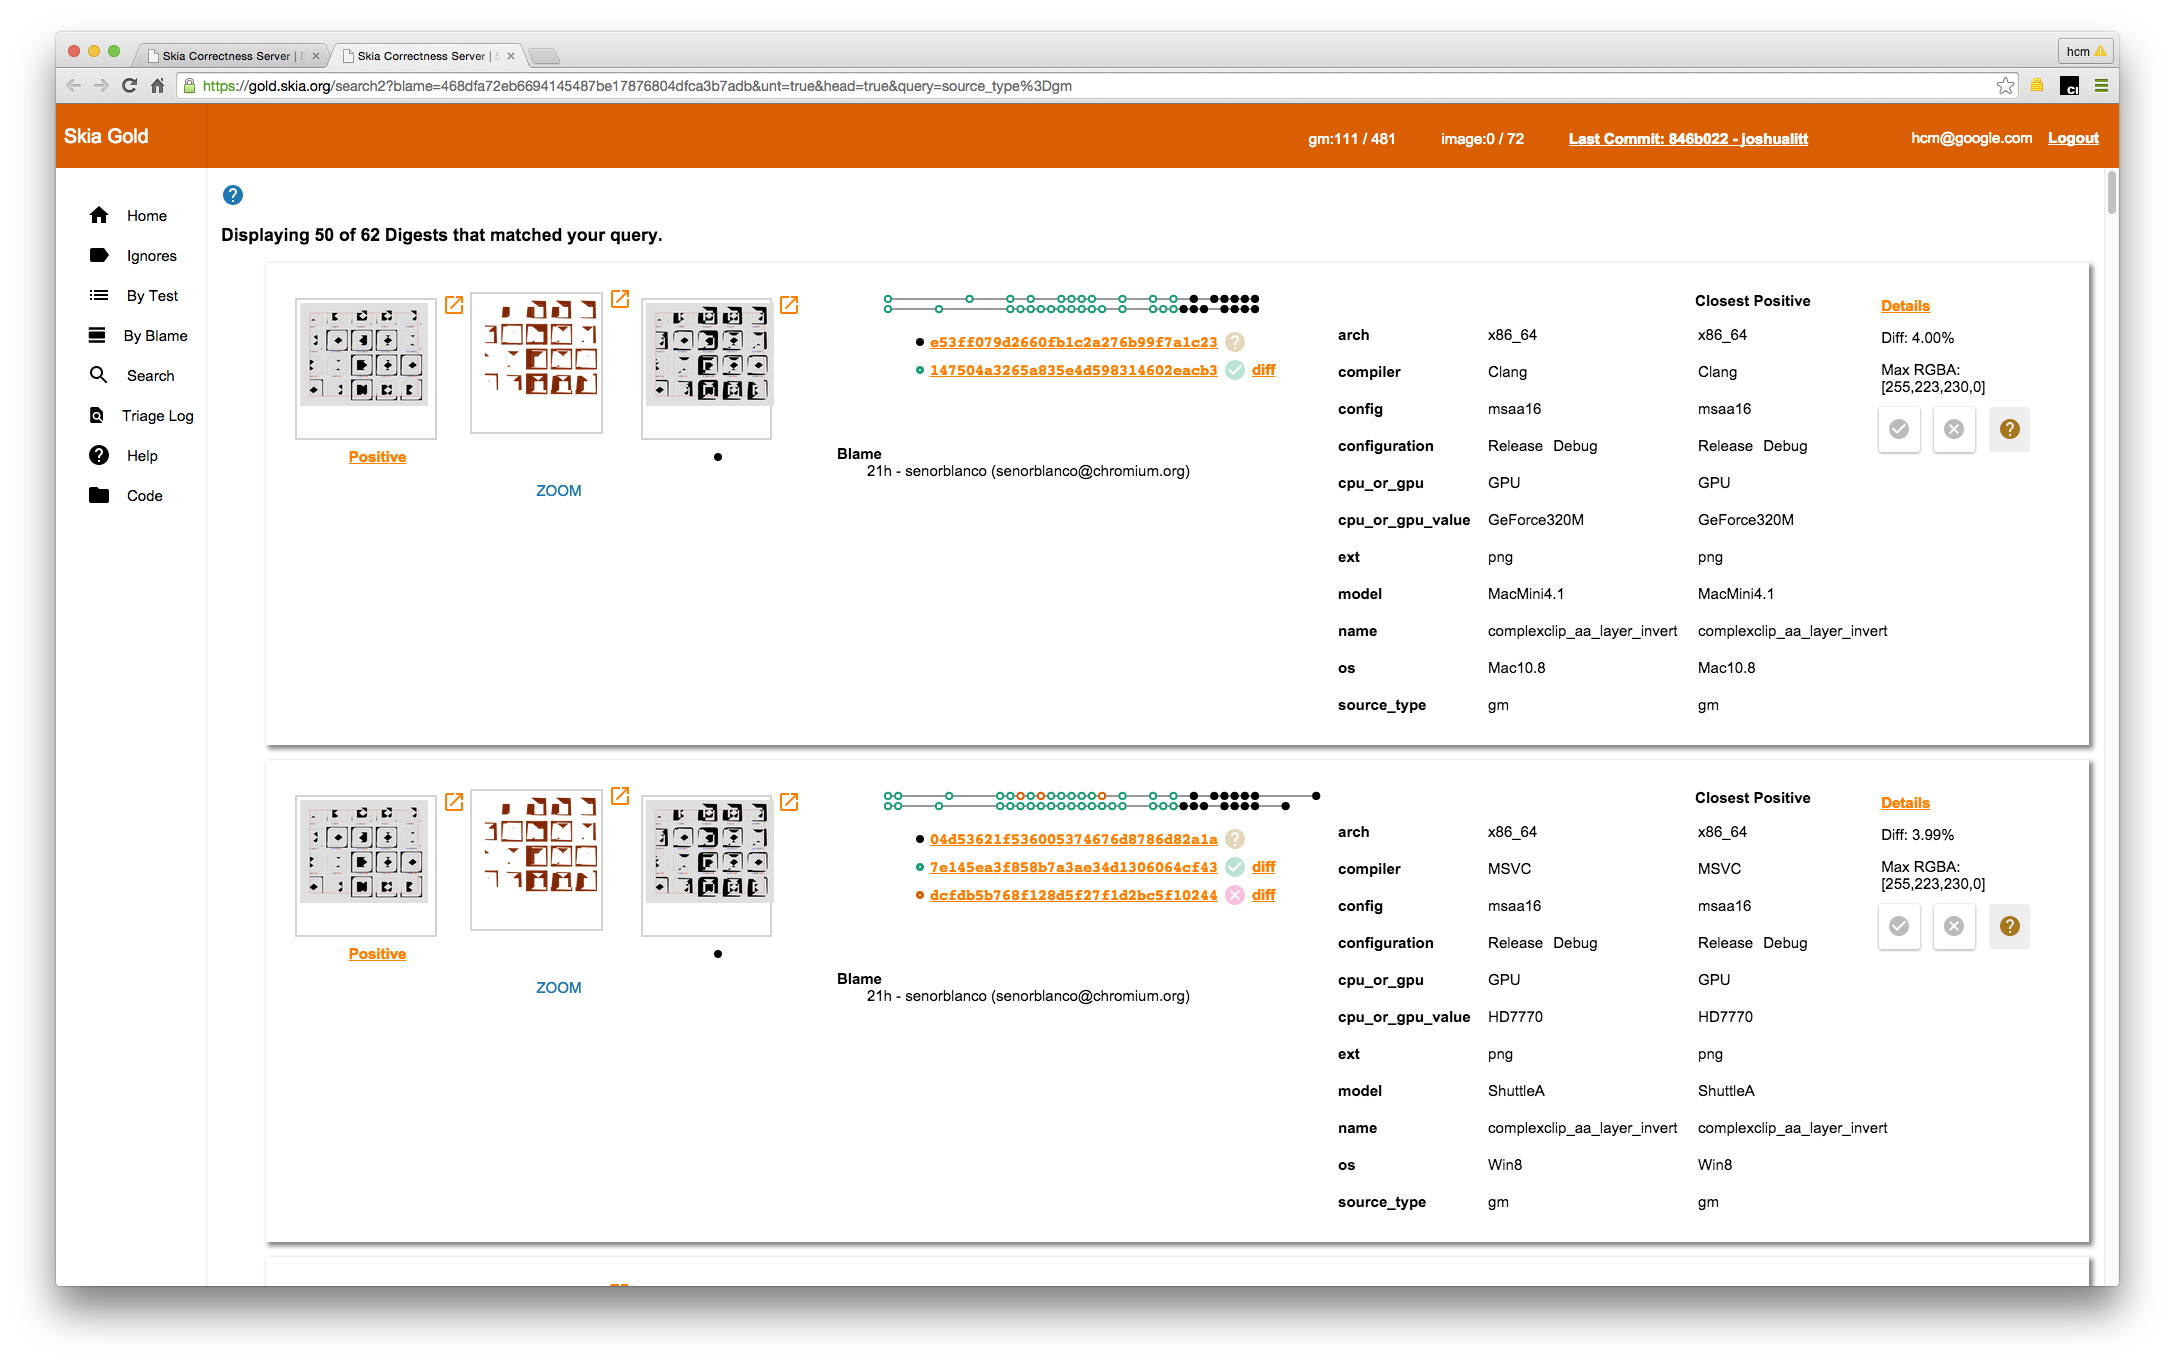 Skia Correctness Server |
Skia Correctness Server |
hcm
https://gold.skia.org/search2?blame=468dfa72eb6694145487be17876804dfca3b7adb&unt=true&head=true&query=source_type%3Dgm
Skia Gold
gm:111 / 481
image:0 / 72
Last Commit: 846b022 - joshualitt
hcm@google.com
Logout
Home
Ignores
By Test
By Blame
Search
Triage Log
Help
Code
Displaying 50 of 62 Digests that matched your query.
Positive
ZOOM
e53ff079d2660fb1c2a276b99f7a1c23
147504a3265a835e4d598314602eacb3 diff
Blame
21h - senorblanco (senorblanco@chromium.org)
Closest Positive
arch x86_64 x86_64
compiler Clang Clang
config msaa16 msaa16
configuration Release Debug Release Debug
cpu_or_gpu GPU GPU
cpu_or_gpu_value GeForce320M GeForce320M
ext png png
model MacMini4.1 MacMini4.1
name complexclip_aa_layer_invert complexclip_aa_layer_invert
os Mac10.8 Mac10.8
source_type gm gm
Details
Diff: 4.00%
Max RGBA:
[255,223,230,0]
Positive
ZOOM
04d53621f536005374676d8786d82a1a
7e145ea3f858b7a3ae34d1306064cf43 diff
dcfdb5b768f128d5f27f1d2bc5f10244 diff
Blame
21h - senorblanco (senorblanco@chromium.org)
Closest Positive
arch x86_64 x86_64
compiler MSVC MSVC
config msaa16 msaa16
configuration Release Debug Release Debug
cpu_or_gpu GPU GPU
cpu_or_gpu_value HD7770 HD7770
ext png png
model ShuttleA ShuttleA
name complexclip_aa_layer_invert complexclip_aa_layer_invert
os Win8 Win8
source_type gm gm
Details
Diff: 3.99%
Max RGBA:
[255,223,230,0]